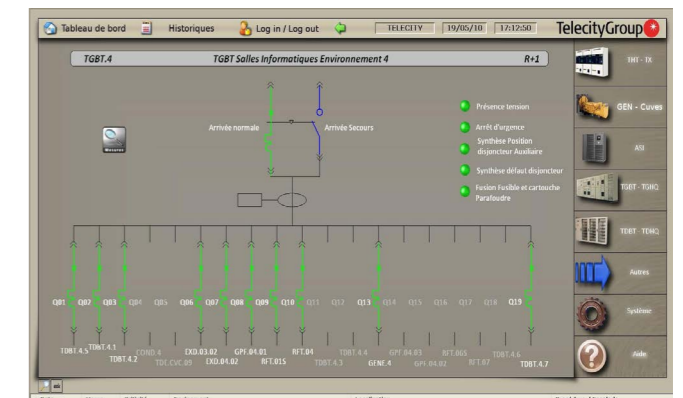 Tableau de bord Historiques Log in / Log out TELECITY 19/05/10 17:12:50 TelecityGroup
TGBT.4 TGBT Salles Informatiques Environnement 4 R+1
THT - TX
GEN - Cuves
ASI
TGBT - TGHQ
TDBT - TDHQ
Autres
Système
Aide
Mesures
Arrivée normale Arrivée Secours
Présence tension
Arrêt d'urgence
Synthèse Position
disjoncteur Auxiliaire
Synthèse défaut disjoncteur
Fusion Fusible et cartouche
Parafoudre
Q01 Q02 Q03 Q04 Q05 Q06 Q07 Q08 Q09 Q10 Q11 Q12 Q13 Q14 Q15 Q16 Q17 Q18 Q19
TDBT.4.5 TDBT.4.1 TDBT.4.2 COND.4 TDC.CVC.09 EXD.03.02 EXD.04.02 GPF.04.01 RFT.015 RFT.04 TDBT.4.3 TDBT.4.4 GENE.4 GPF.04.03 GPF.04.02 RFT.065 RFT.07 TDBT.4.6 TDBT.4.7